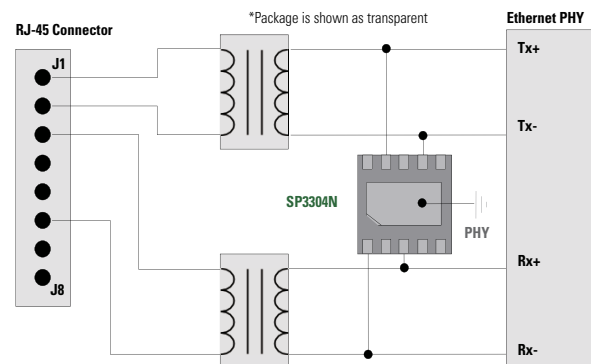 *Package is shown as transparent
Ethernet PHY
RJ-45 Connector
J1
Tx+
Tx-
SP3304N
PHY
Rx+
J8
Rx-